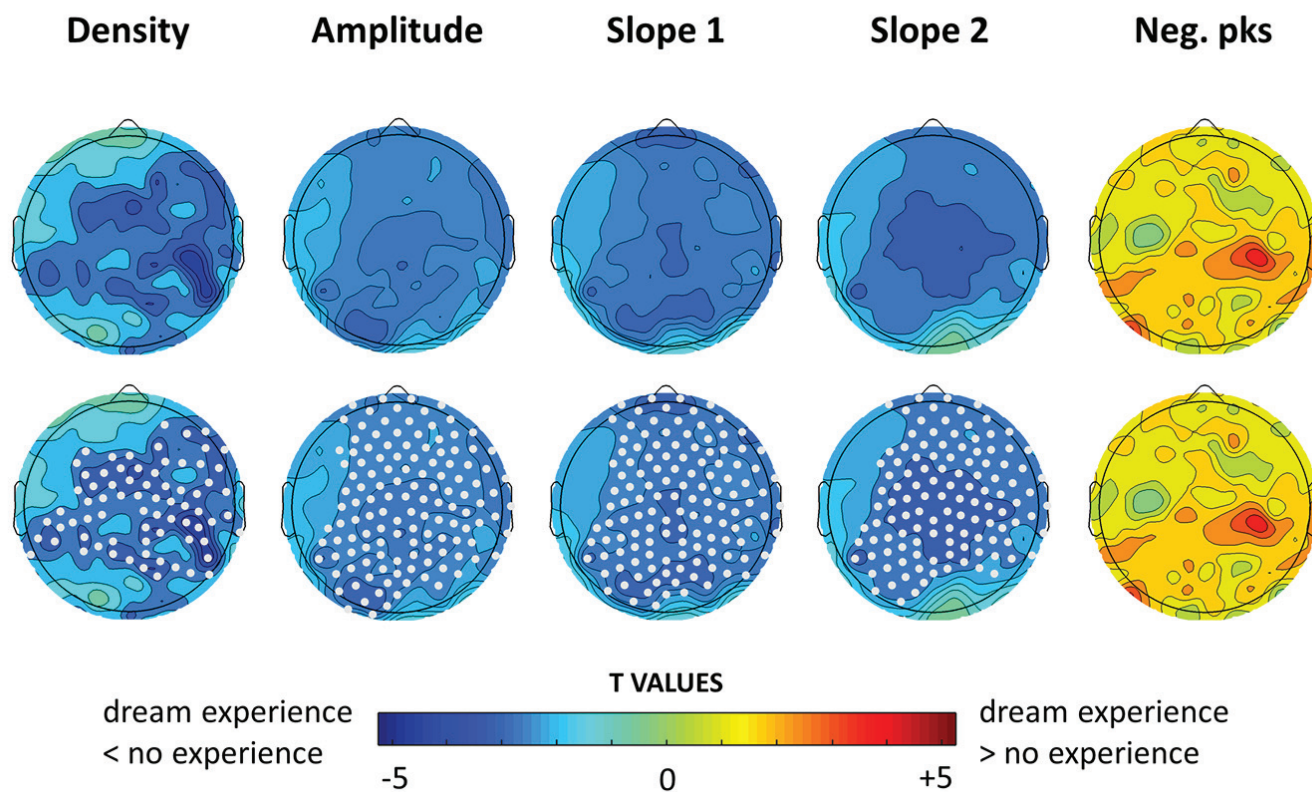 Density Amplitude Slope 1 Slope 2 Neg. pks
T VALUES
dream experience
< no experience
dream experience
> no experience
-5 0 +5